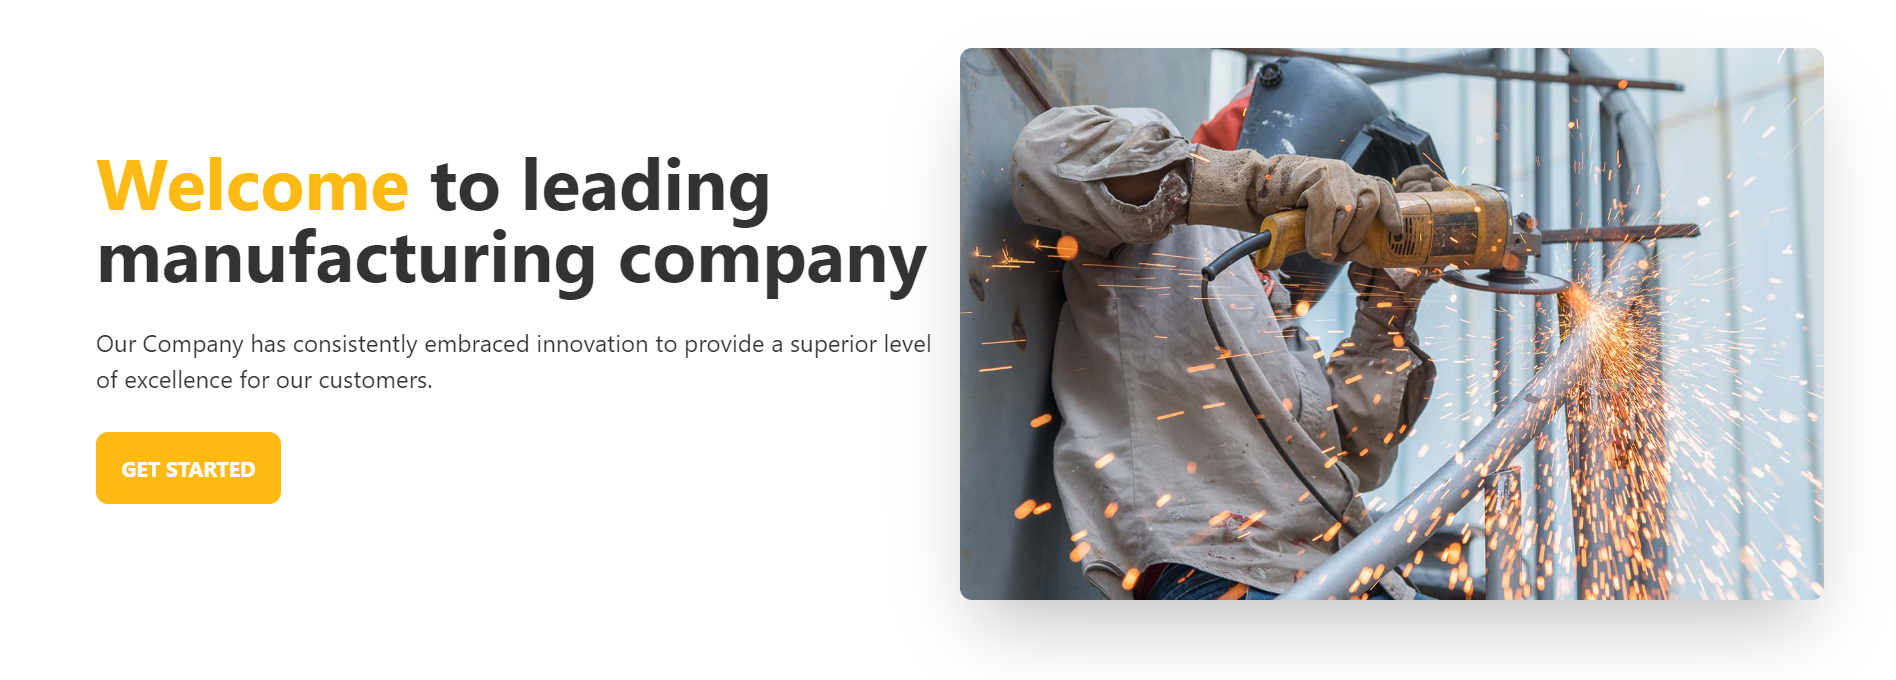 Welcome to leading
manufacturing company
Our Company has consistently embraced innovation to provide a superior level
of excellence for our customers.
GET STARTED